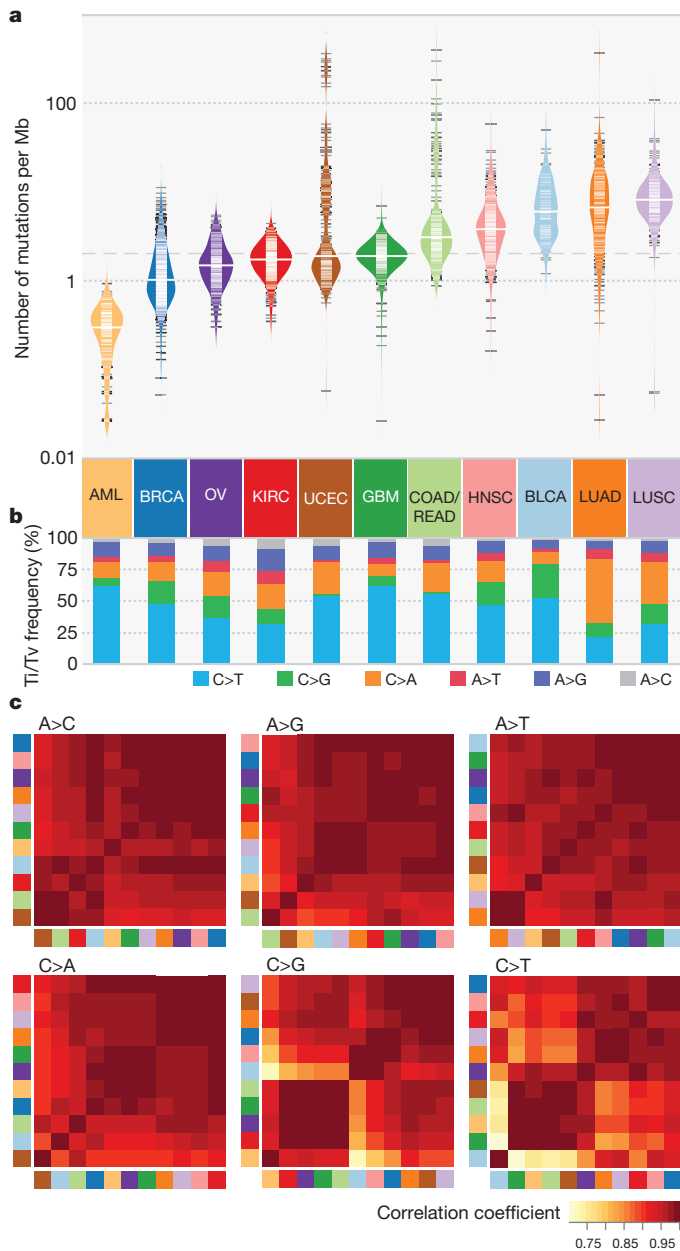 a
Number of mutations per Mb
100
1
0.01
AML BRCA OV KIRC UCEC GBM COAD/READ HNSC BLCA LUAD LUSC
b
Ti/Tv frequency (%)
100
75
50
25
0
C>T C>G C>A A>T A>G A>C
c
A>C A>G A>T
C>A C>G C>T
Correlation coefficient
0.75 0.85 0.95